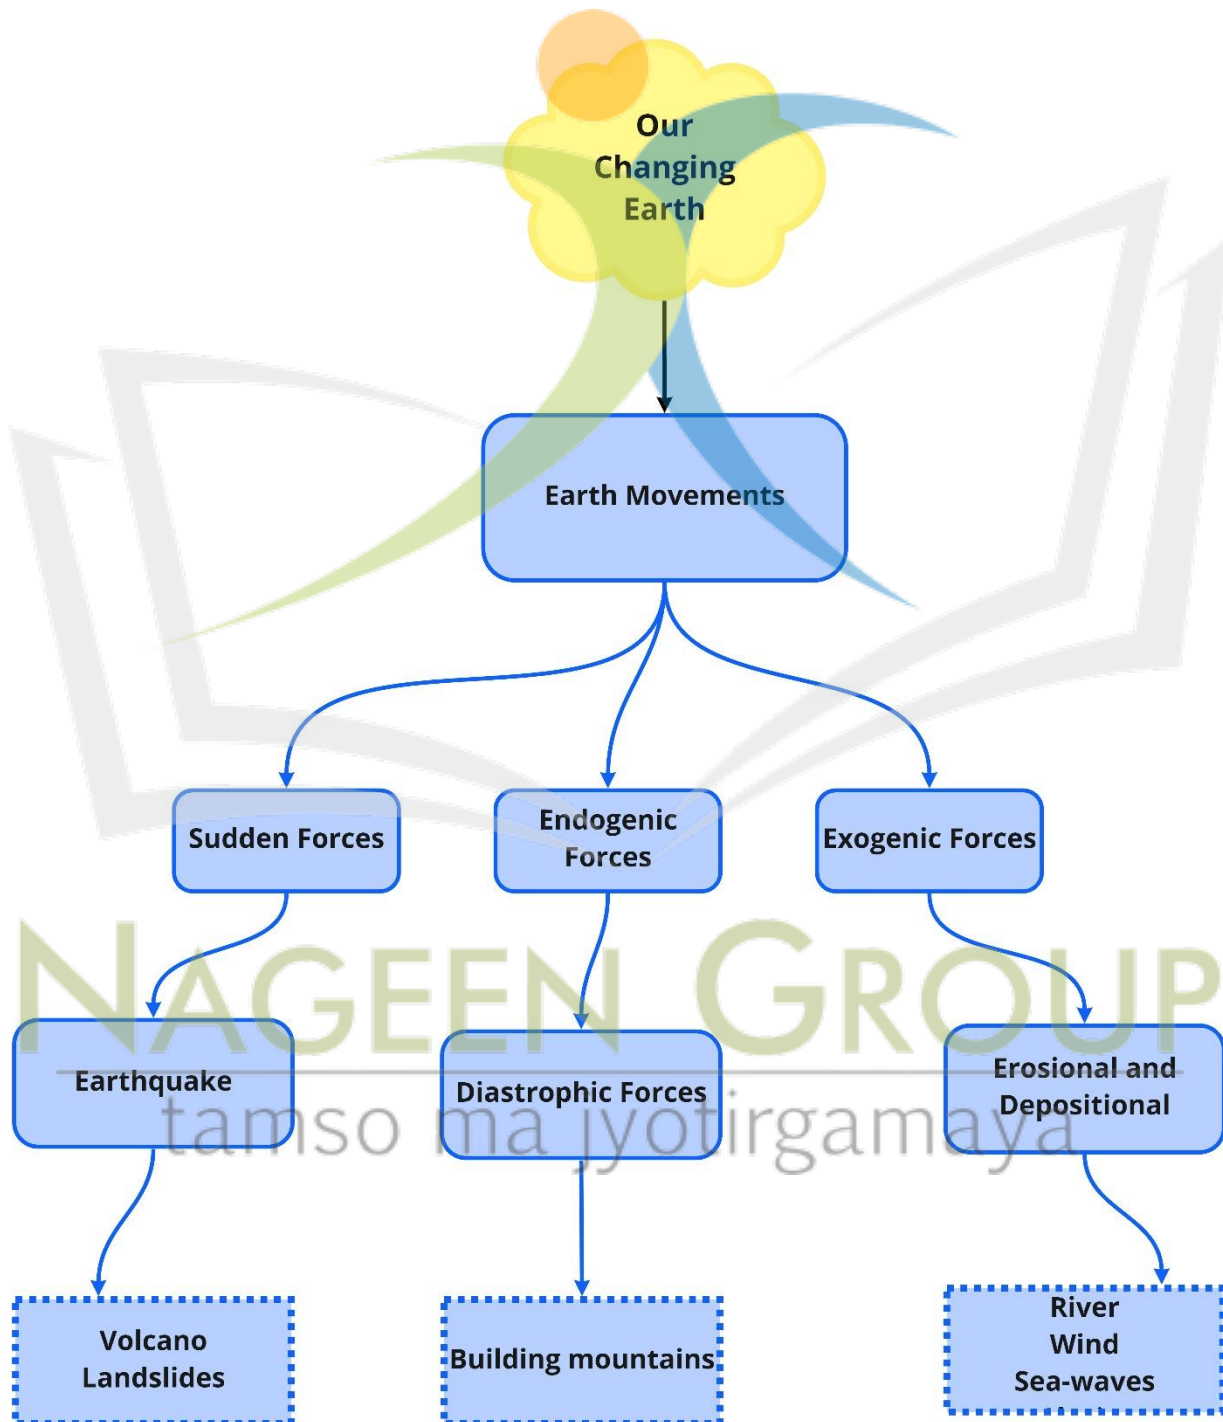 Our
Changing
Earth
Earth Movements
Sudden Forces
Endogenic
Forces
Exogenic Forces
NAGEEN GROUP
tamso ma jyotirgamaya
Earthquake
Diastrophic Forces
Erosional and
Depositional
Volcano
Landslides
Building mountains
River
Wind
Sea-waves